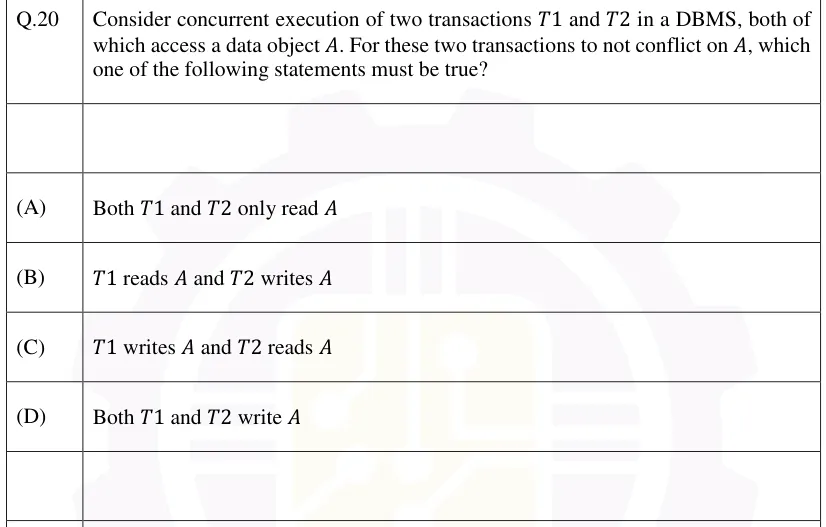 Q.20 Consider concurrent execution of two transactions T1 and T2 in a DBMS, both of
which access a data object A. For these two transactions to not conflict on A, which
one of the following statements must be true?
(A) Both T1 and T2 only read A
(B) T1 reads A and T2 writes A
(C) T1 writes A and T2 reads A
(D) Both T1 and T2 write A